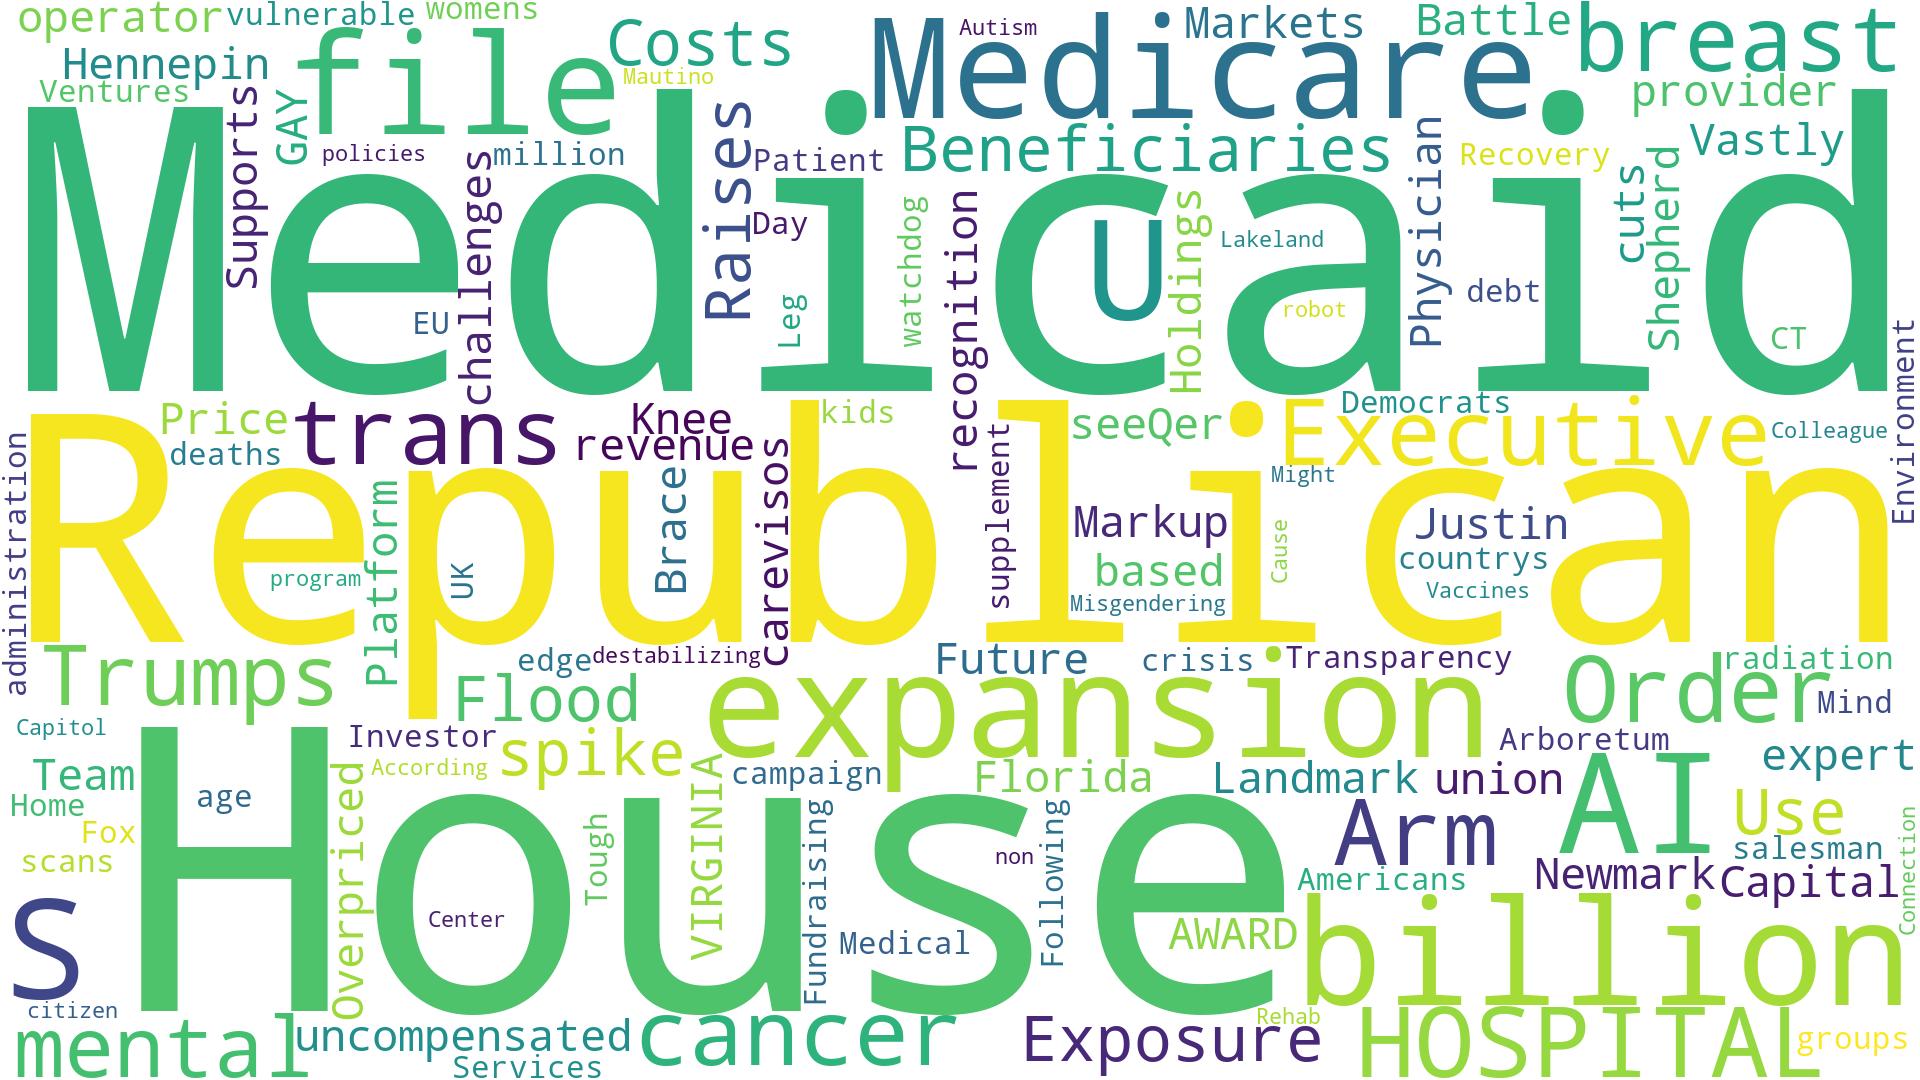 operator
vulnerable
womens
file
Costs
Medicare
Autism
Markets
Battle
breast
Hennepin
Mautino
Ventures
provider
GAY
Supports
policies
challenges
million
Raises
Patient
Beneficiaries
Physician
Recovery
Vastly
Medicaid
Day
watchdog
recognition
Holdings
U
Lakeland
cuts
Shepherd
EU
Leg
robot
debt
CT
Environment
Price
trans
Knee
revenue
kids
seeQer
Executive
Democrats
Colleague
deaths
administration
Republican
Platform
program
UK
Brace
carevisos
supplement
Might
Markup
Justin
based
Cause
countrys
Vaccines
Misgendering
Trumps
edge
destabilizing
Future
crisis
Transparency
Order
radiation
Mind
Flood
expansion
Capitol
Investor
According
spike
VIRGINIA
campaign
Florida
Arboretum
expert
Team
Landmark
union
AI
Home
age
House
Fox
scans
Overpriced
Tough
Fundraising
non
Following
Arm
Use
salesman
Connection
Americans
Newmark
Capital
S
Center
Medical
AWARD
billion
citizen
mental
uncompensated
Services
cancer
Exposure
Rehab
HOSPITAL
groups